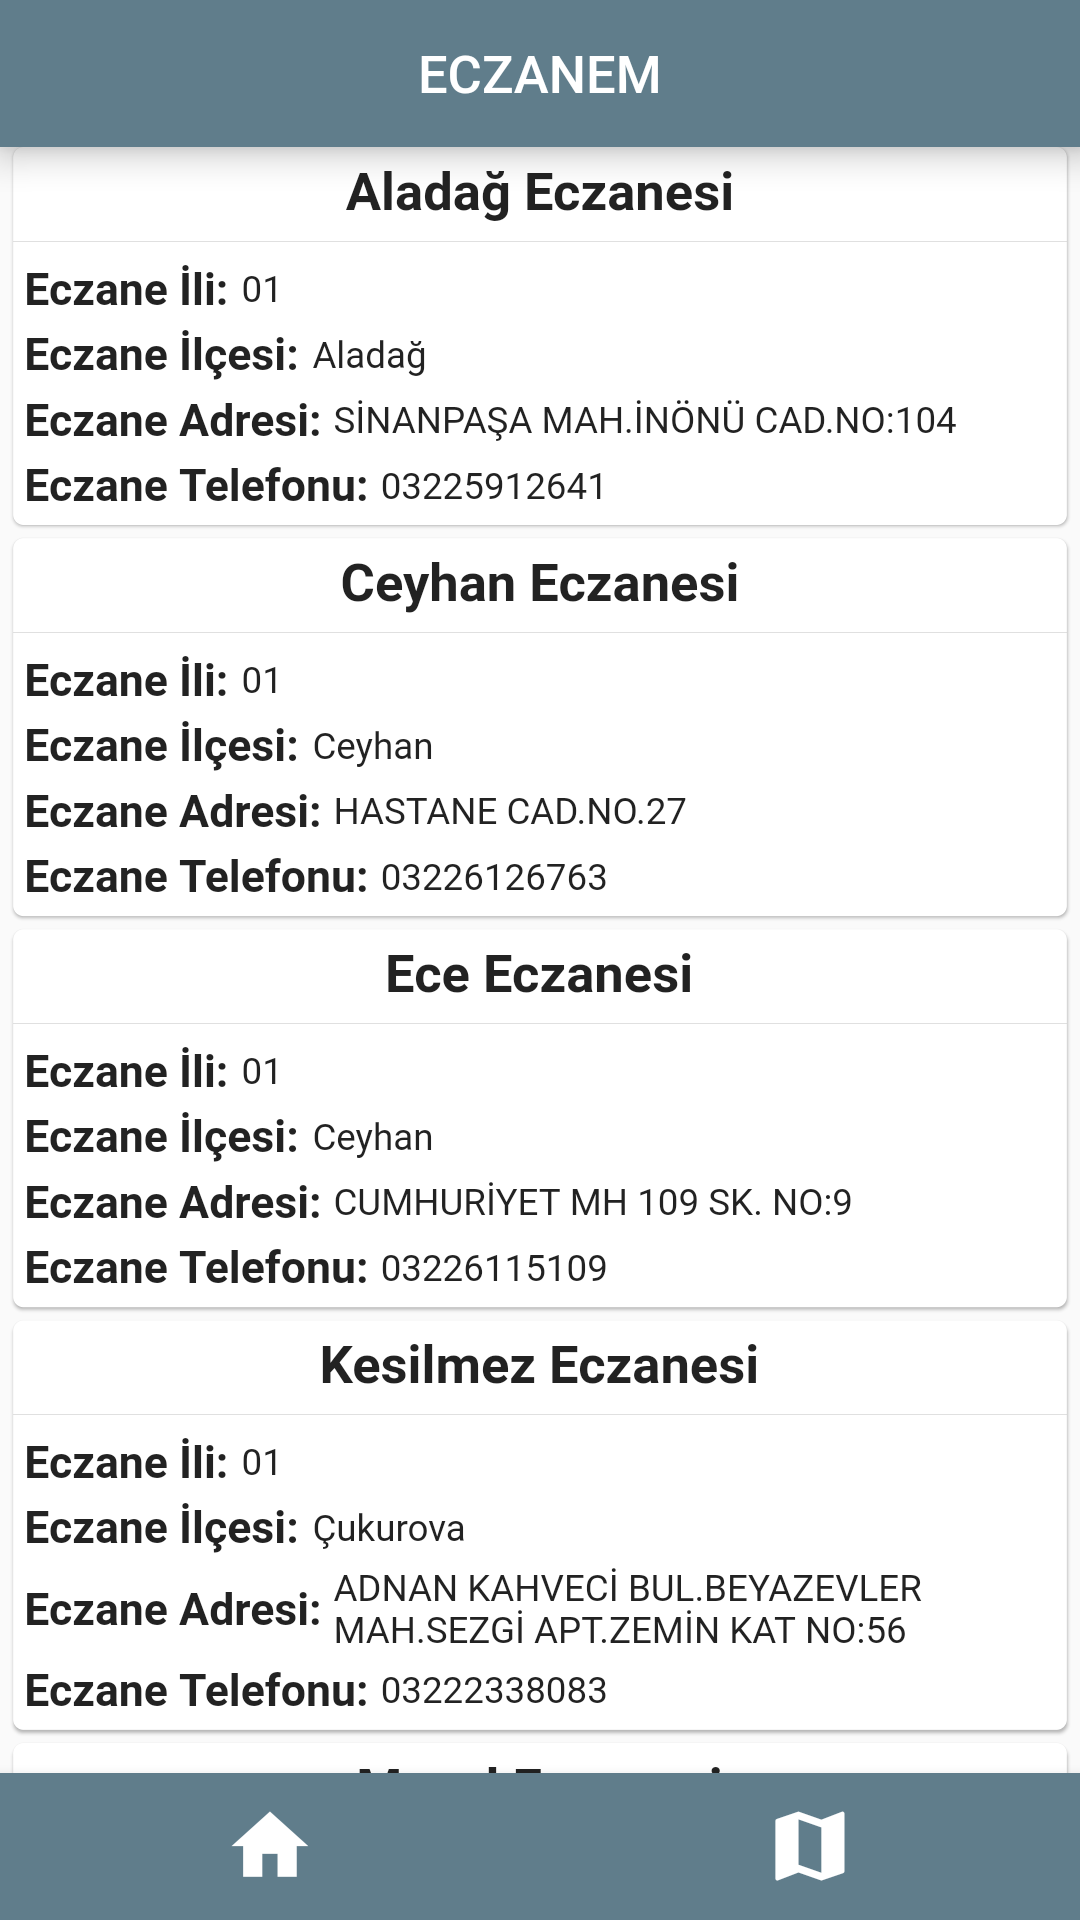 ECZANEM
Aladağ Eczanesi
Eczane İli: 01
Eczane İlçesi: Aladağ
Eczane Adresi: SİNANPAŞA MAH.İNÖNÜ CAD.NO:104
Eczane Telefonu: 03225912641
Ceyhan Eczanesi
Eczane İli: 01
Eczane İlçesi: Ceyhan
Eczane Adresi: HASTANE CAD.NO.27
Eczane Telefonu: 03226126763
Ece Eczanesi
Eczane İli: 01
Eczane İlçesi: Ceyhan
Eczane Adresi: CUMHURİYET MH 109 SK. NO:9
Eczane Telefonu: 03226115109
Kesilmez Eczanesi
Eczane İli: 01
Eczane İlçesi: Çukurova
Eczane Adresi: ADNAN KAHVECİ BUL.BEYAZEVLER
MAH.SEZGİ APT.ZEMİN KAT NO:56
Eczane Telefonu: 03222338083